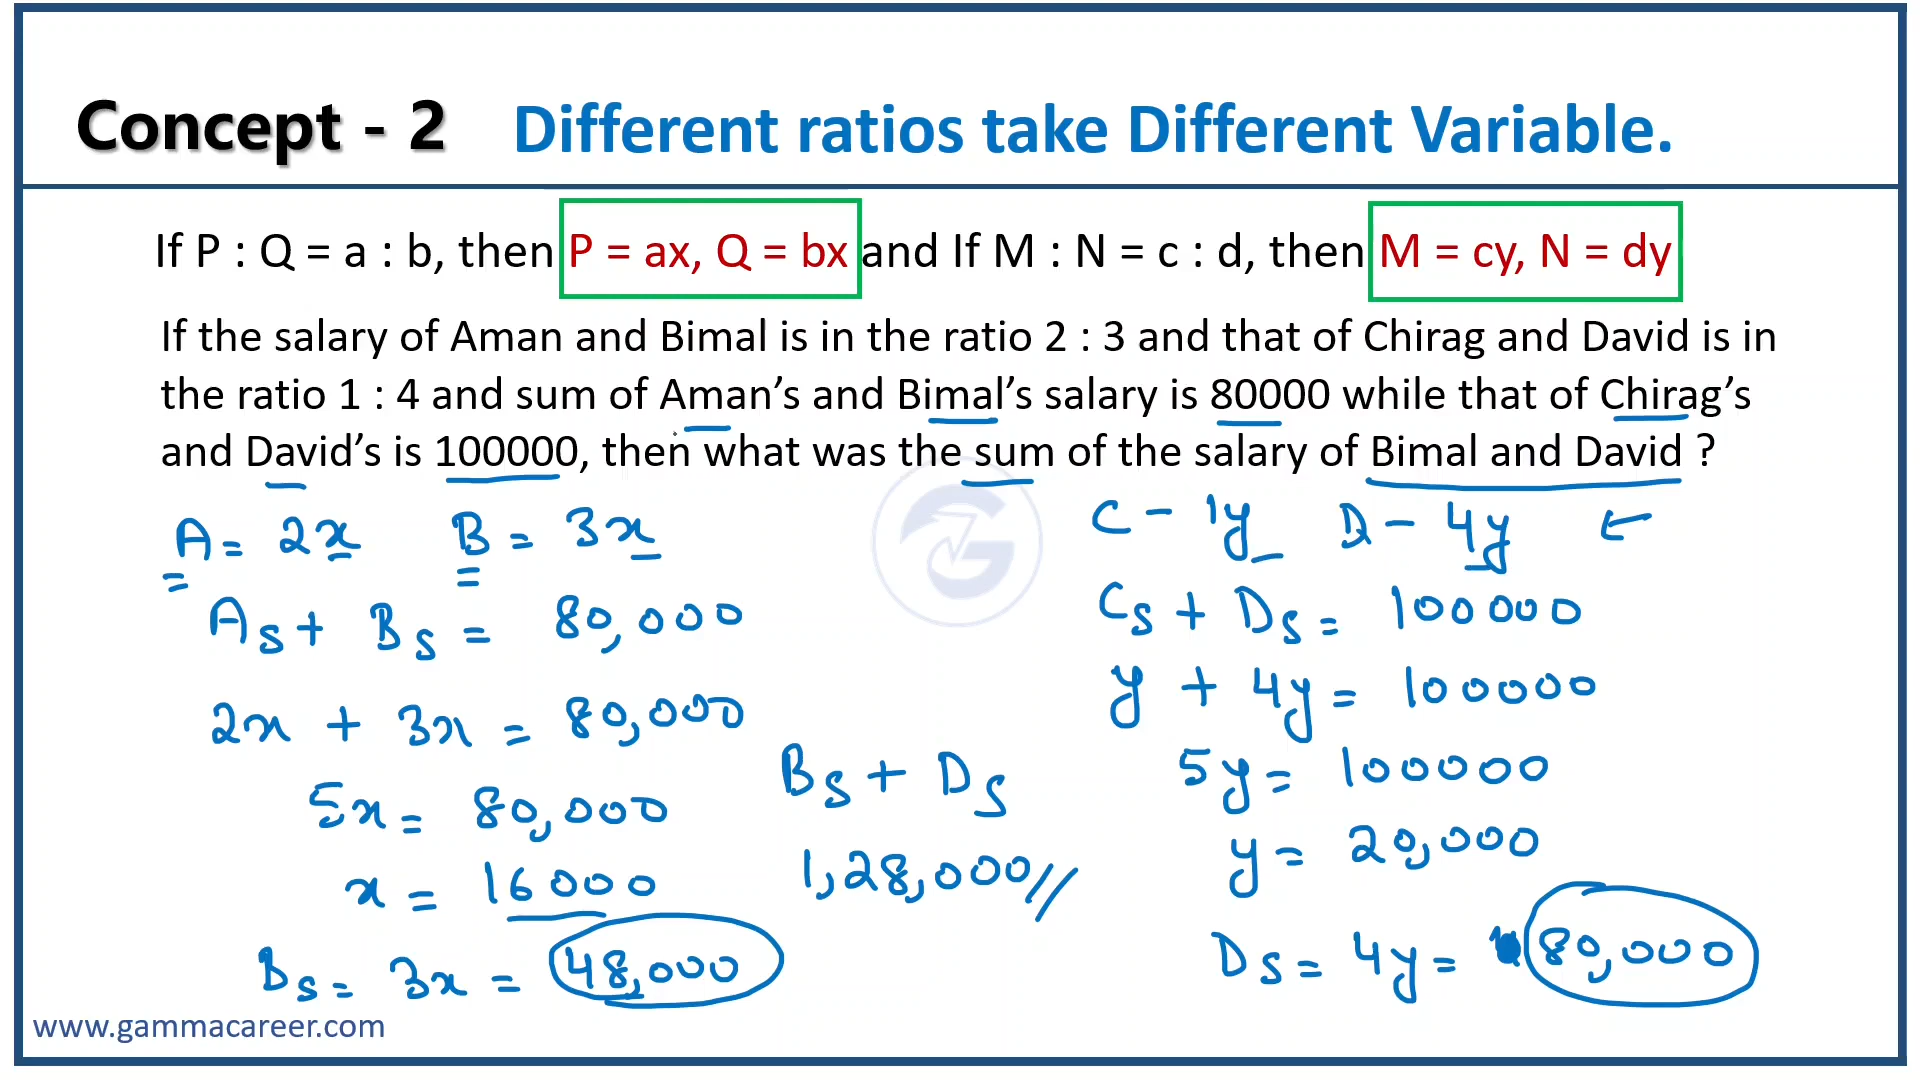 Concept - 2 Different ratios take Different Variable.
If P : Q = a : b, then P = ax, Q = bx and If M : N = c : d, then M = cy, N = dy
If the salary of Aman and Bimal is in the ratio 2 : 3 and that of Chirag and David is in
the ratio 1 : 4 and sum of Aman’s and Bimal’s salary is 80000 while that of Chirag’s
and David’s is 100000, then what was the sum of the salary of Bimal and David ?
A = 2x B = 3x
As + Bs = 80,000
2x + 3x = 80,000
5x = 80,000
x = 16000
Bs = 3x = 48,000
Bs + Ds
1,28,000//
C - 1y D - 4y ←
Cs + Ds = 100000
y + 4y = 100000
5y = 100000
y = 20,000
Ds = 4y = 80,000
G
www.gammacareer.com